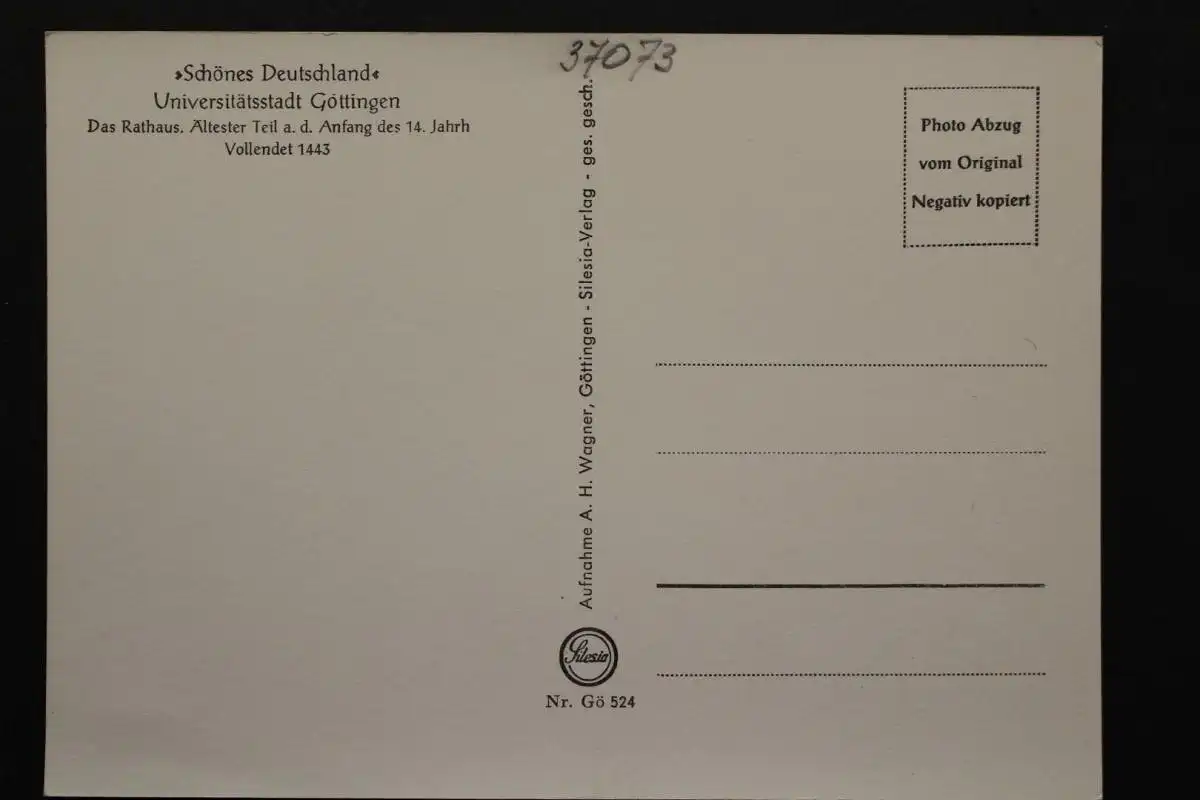 »Schönes Deutschland«
Universitätsstadt Göttingen
Das Rathaus. Ältester Teil a. d. Anfang des 14. Jahrh
Vollendet 1443
37073
Aufnahme A. H. Wagner, Göttingen - Silesia-Verlag - ges. gesch.
Silesia
Nr. Gö 524
Photo Abzug
vom Original
Negativ kopiert